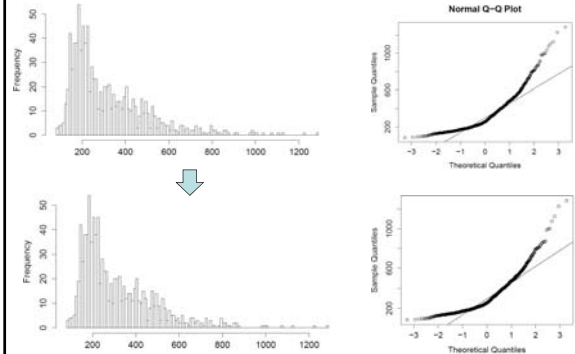 Normal Q-Q Plot
Frequency
0 10 20 30 40 50
200 400 600 800 1000 1200
Sample Quantiles
200 600 1000
-3 -2 -1 0 1 2 3
Theoretical Quantiles
Frequency
0 10 20 30 40 50
200 400 600 800 1000 1200
Sample Quantiles
200 600 1000
-3 -2 -1 0 1 2 3
Theoretical Quantiles